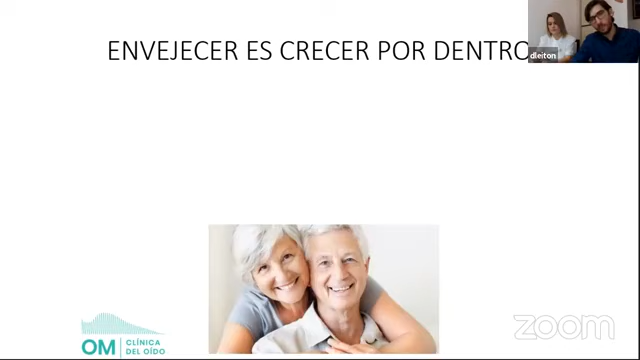 ENVEJECER ES CRECER POR DENTRO
dleiton
OM
CLÍNICA
DEL OÍDO
zoom